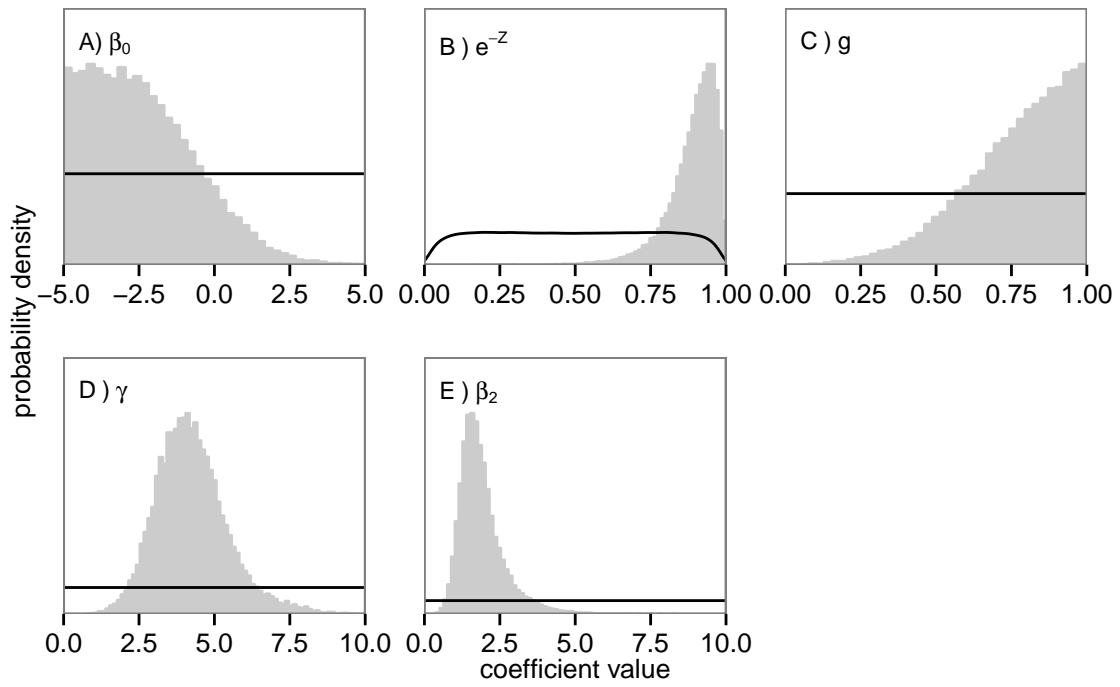 A) β₀
B ) e⁻ᶻ
C ) g
−5.0 −2.5 0.0 2.5 5.0
0.00 0.25 0.50 0.75 1.00
0.00 0.25 0.50 0.75 1.00
probability density
D ) γ
E ) β₂
0.0 2.5 5.0 7.5 10.0
0.0 2.5 5.0 7.5 10.0
coefficient value